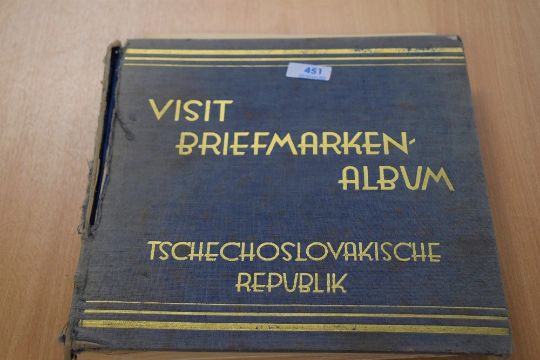 451
VISIT
BRIEFMARKEN-
ALBUM
TSCHECHOSLOVAKISCHE
REPUBLIK